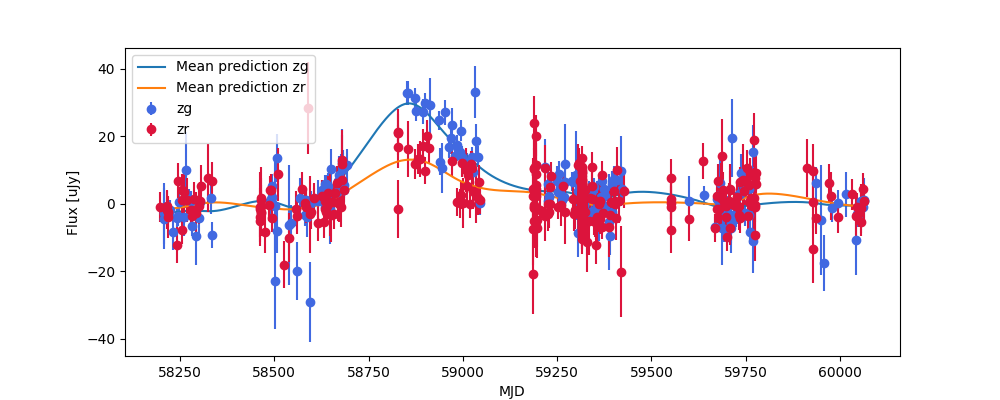 Mean prediction zg
Mean prediction zr
zg
zr
Flux [uJy]
40
20
0
−20
−40
58250
58500
58750
59000
59250
59500
59750
60000
MJD